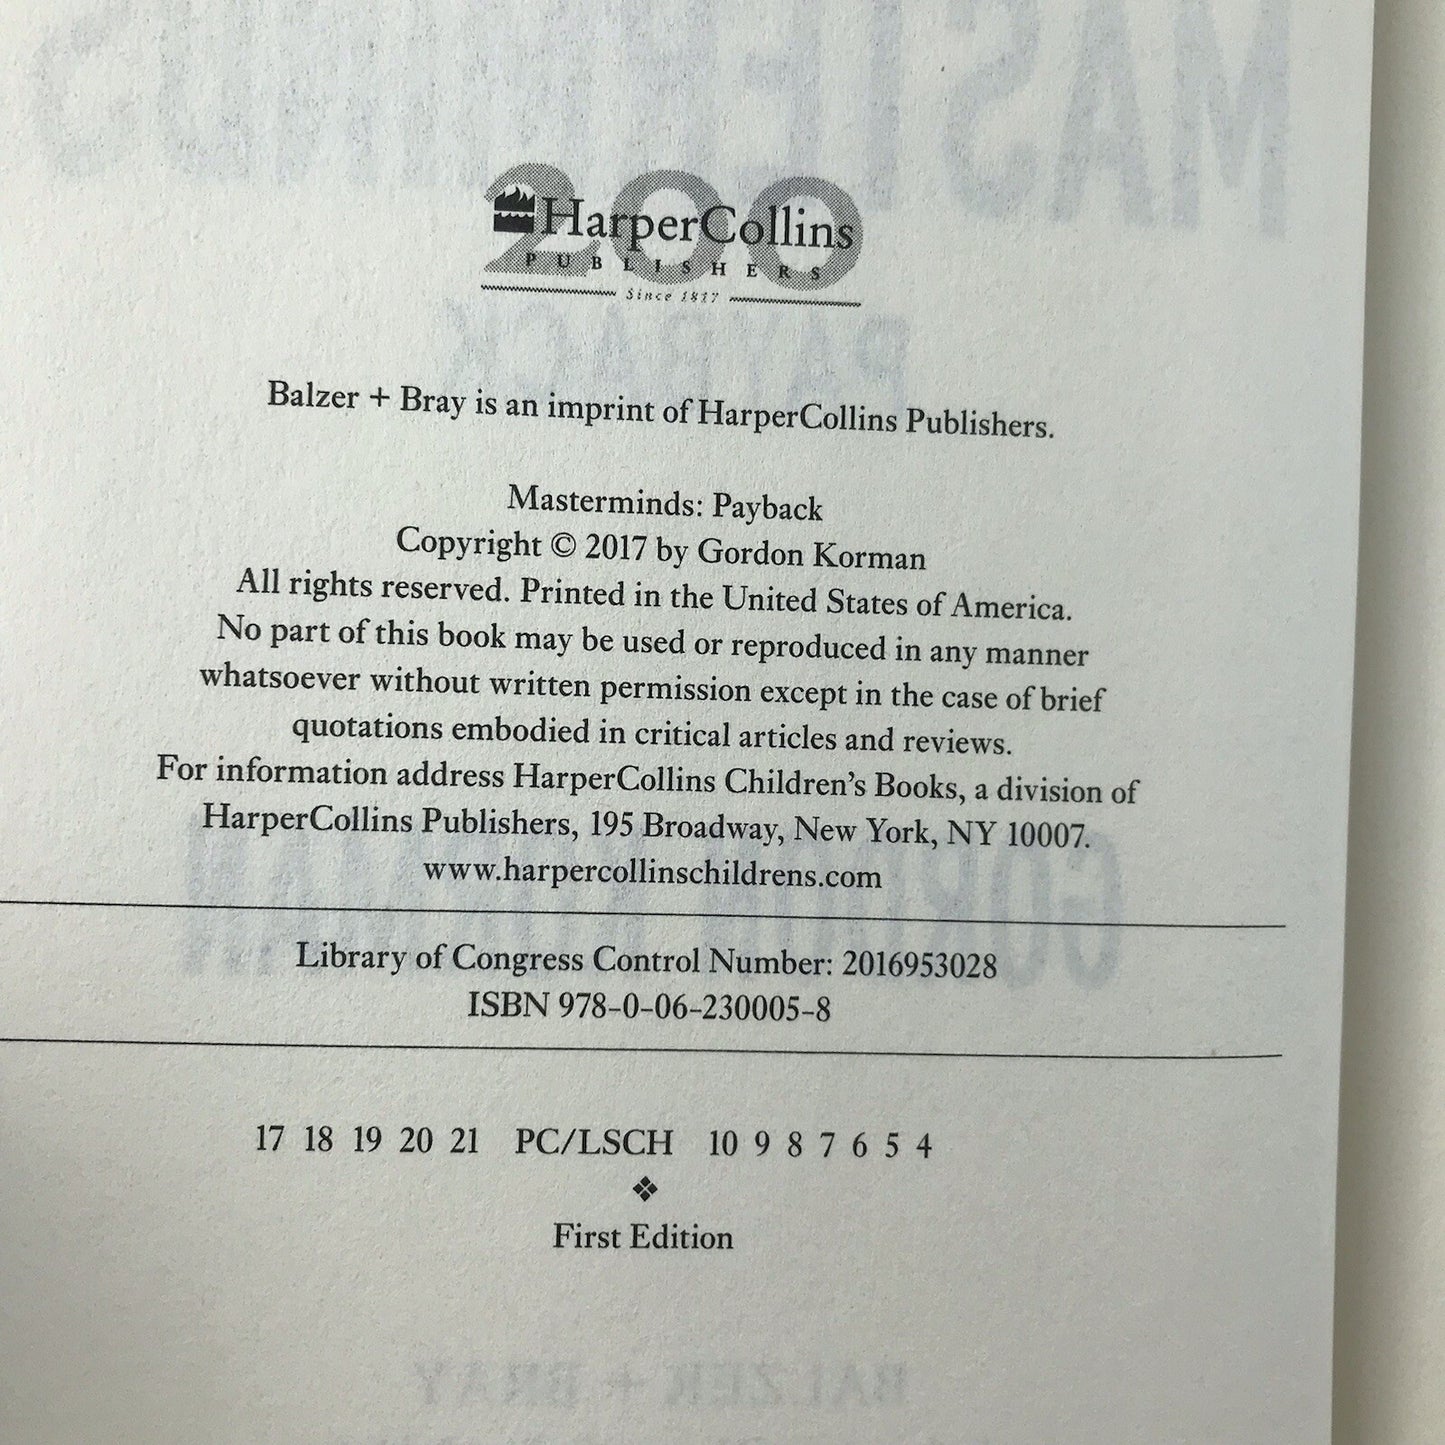 200
HarperCollins
PUBLISHERS
Since 1817
Balzer + Bray is an imprint of HarperCollins Publishers.
Masterminds: Payback
Copyright © 2017 by Gordon Korman
All rights reserved. Printed in the United States of America.
No part of this book may be used or reproduced in any manner
whatsoever without written permission except in the case of brief
quotations embodied in critical articles and reviews.
For information address HarperCollins Children's Books, a division of
HarperCollins Publishers, 195 Broadway, New York, NY 10007.
www.harpercollinschildrens.com
Library of Congress Control Number: 2016953028
ISBN 978-0-06-230005-8
17 18 19 20 21 PC/LSCH 10 9 8 7 6 5 4
❖
First Edition